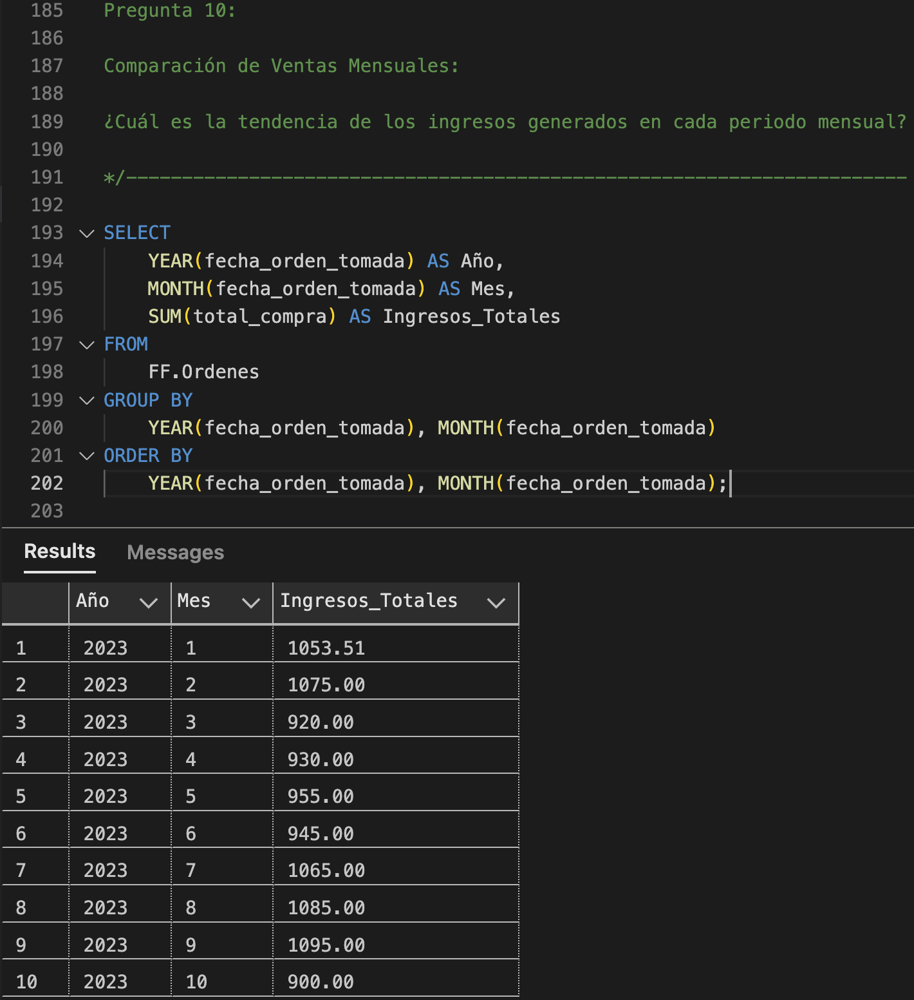 185 Pregunta 10:
186
187 Comparación de Ventas Mensuales:
188
189 ¿Cuál es la tendencia de los ingresos generados en cada periodo mensual?
190
191 */----------------------------------------------------------------------
192
193 SELECT
194 YEAR(fecha_orden_tomada) AS Año,
195 MONTH(fecha_orden_tomada) AS Mes,
196 SUM(total_compra) AS Ingresos_Totales
197 FROM
198 FF.Ordenes
199 GROUP BY
200 YEAR(fecha_orden_tomada), MONTH(fecha_orden_tomada)
201 ORDER BY
202 YEAR(fecha_orden_tomada), MONTH(fecha_orden_tomada);
203
Results Messages
Año Mes Ingresos_Totales
1 2023 1 1053.51
2 2023 2 1075.00
3 2023 3 920.00
4 2023 4 930.00
5 2023 5 955.00
6 2023 6 945.00
7 2023 7 1065.00
8 2023 8 1085.00
9 2023 9 1095.00
10 2023 10 900.00